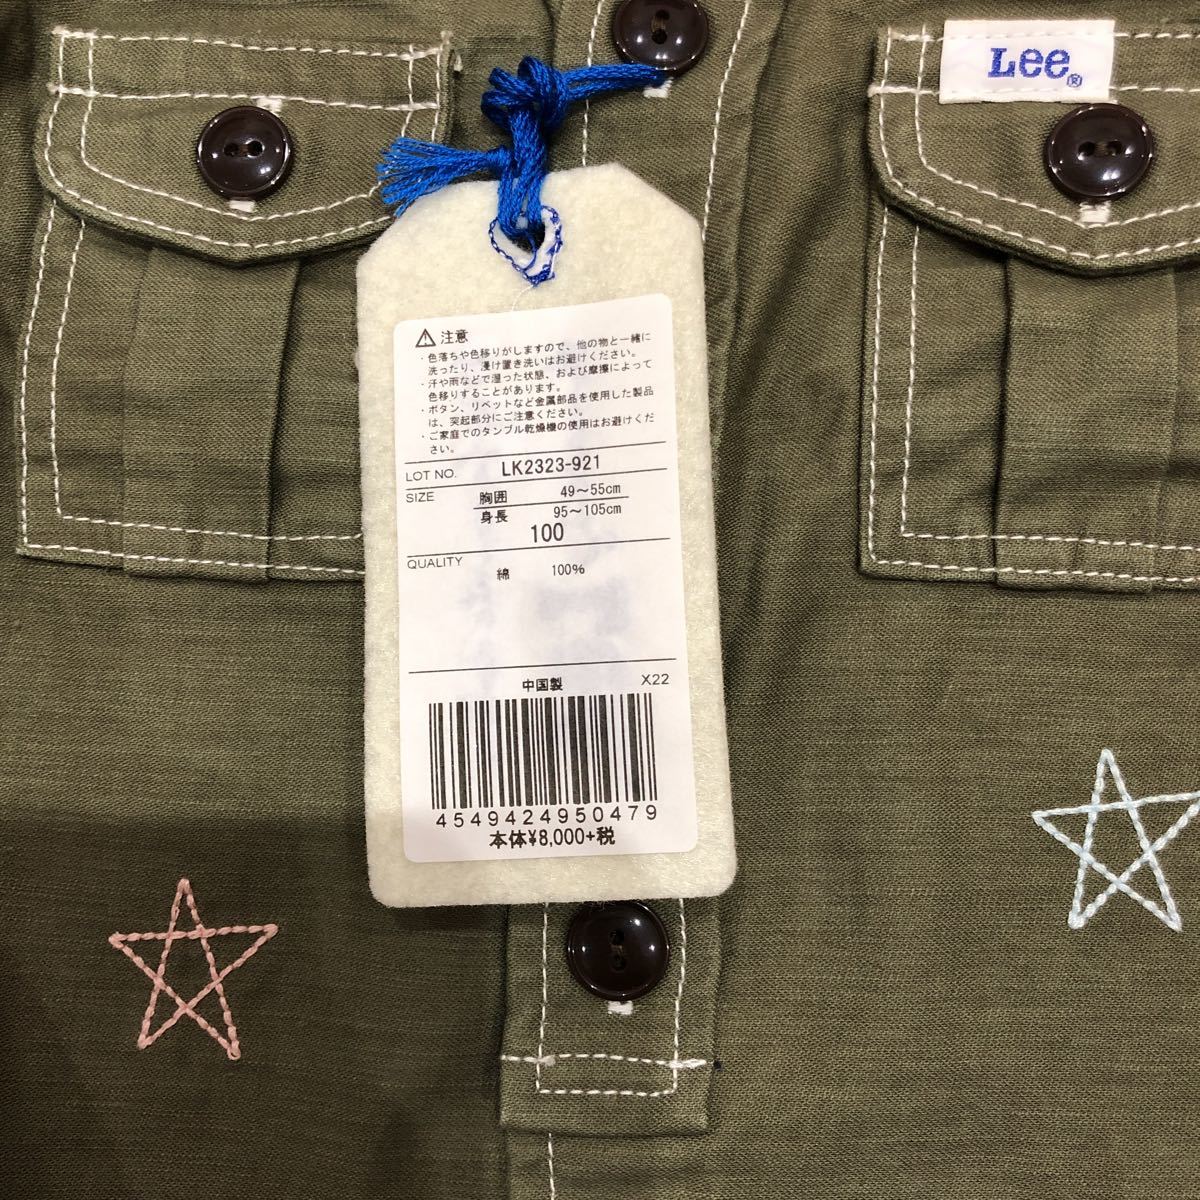 Lee®
注意
・色落ちや色移りがしますので、他の物と一緒に
洗ったり、浸け置き洗いはお避けください。
・汗や雨などで湿った状態、および摩擦によって
色移りすることがあります。
・ボタン、リベットなど金属部品を使用した製品
は、突起部分にご注意ください。
・ご家庭でのタンブル乾燥機の使用はお避けくだ
さい。
LOT NO. LK2323-921
SIZE 胸囲 49～55cm
身長 95～105cm
100
QUALITY
綿 100%
中国製 X22
4549424950479
本体¥8,000+税